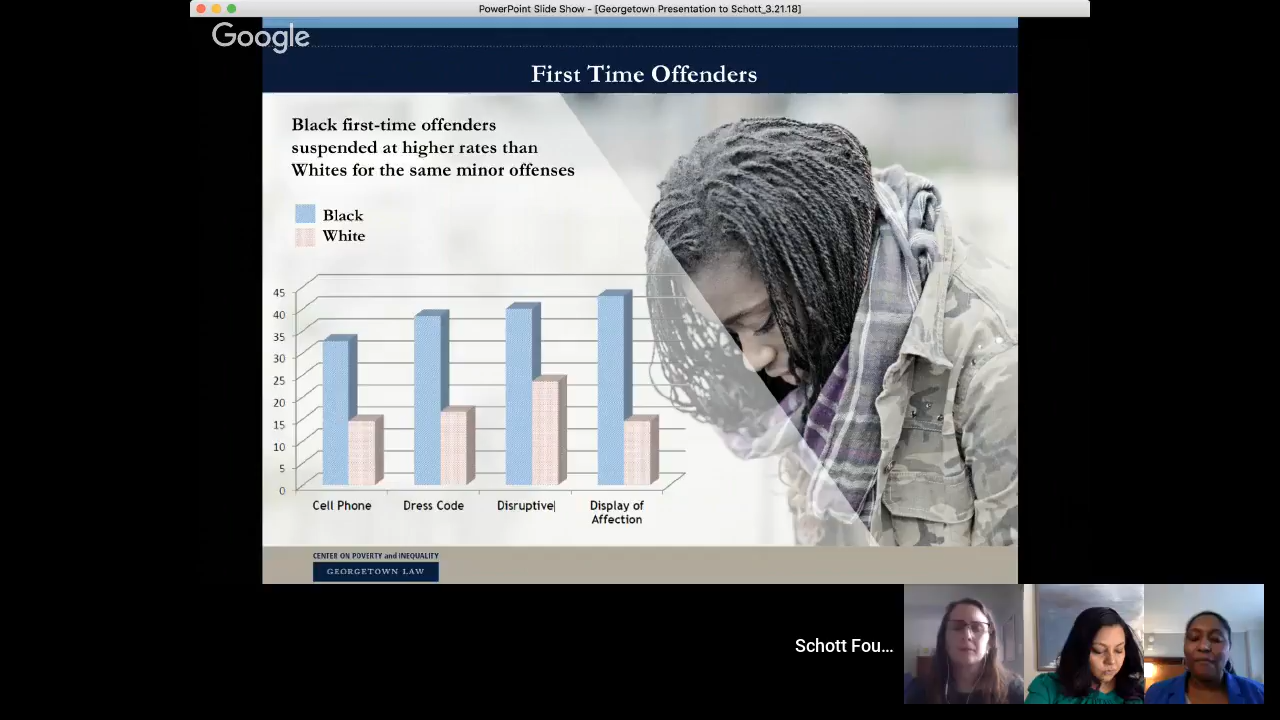 PowerPoint Slide Show - [Georgetown Presentation to Schott_3.21.18]
Google
First Time Offenders
Black first-time offenders
suspended at higher rates than
Whites for the same minor offenses
Black
White
45
40
35
30
25
20
15
10
5
0
Cell Phone
Dress Code
Disruptive
Display of
Affection
CENTER ON POVERTY and INEQUALITY
GEORGETOWN LAW
Schott Fou...